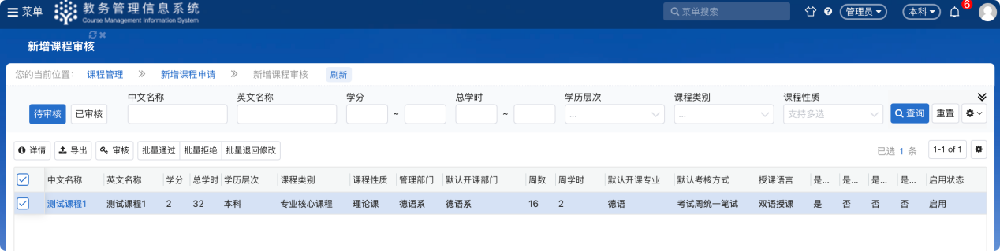 菜单 教务管理信息系统 菜单搜索 管理员 本科 6
Course Management Information System
新增课程审核
您的当前位置: 课程管理 新增课程申请 新增课程审核 刷新
中文名称 英文名称 学分 总学时 学历层次 课程类别 课程性质
待审核 已审核 ~ ~ ... ... 支持多选 查询 重置
详情 导出 审核 批量通过 批量拒绝 批量退回修改 已选 1 条 1-1 of 1
中文名称 英文名称 学分 总学时 学历层次 课程类别 课程性质 管理部门 默认开课部门 周数 周学时 默认开课专业 默认考核方式 授课语言 是... 是... 是... 是... 启用状态
测试课程1 测试课程1 2 32 本科 专业核心课程 理论课 德语系 德语系 16 2 德语 考试周统一笔试 双语授课 是 否 否 否 启用